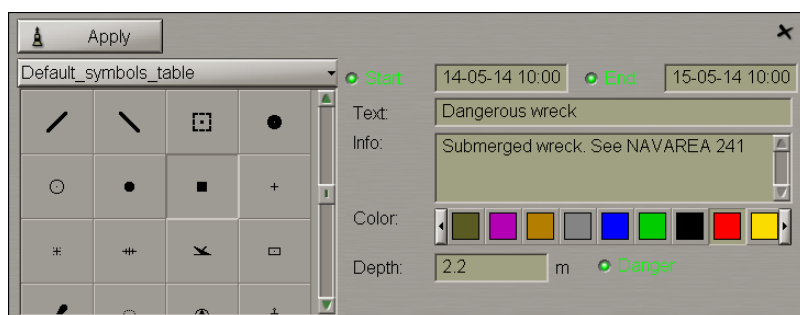 Apply
Default_symbols_table
Start: 14-05-14 10:00 End: 15-05-14 10:00
Text: Dangerous wreck
Info: Submerged wreck. See NAVAREA 241
Color:
Depth: 2.2 m Danger